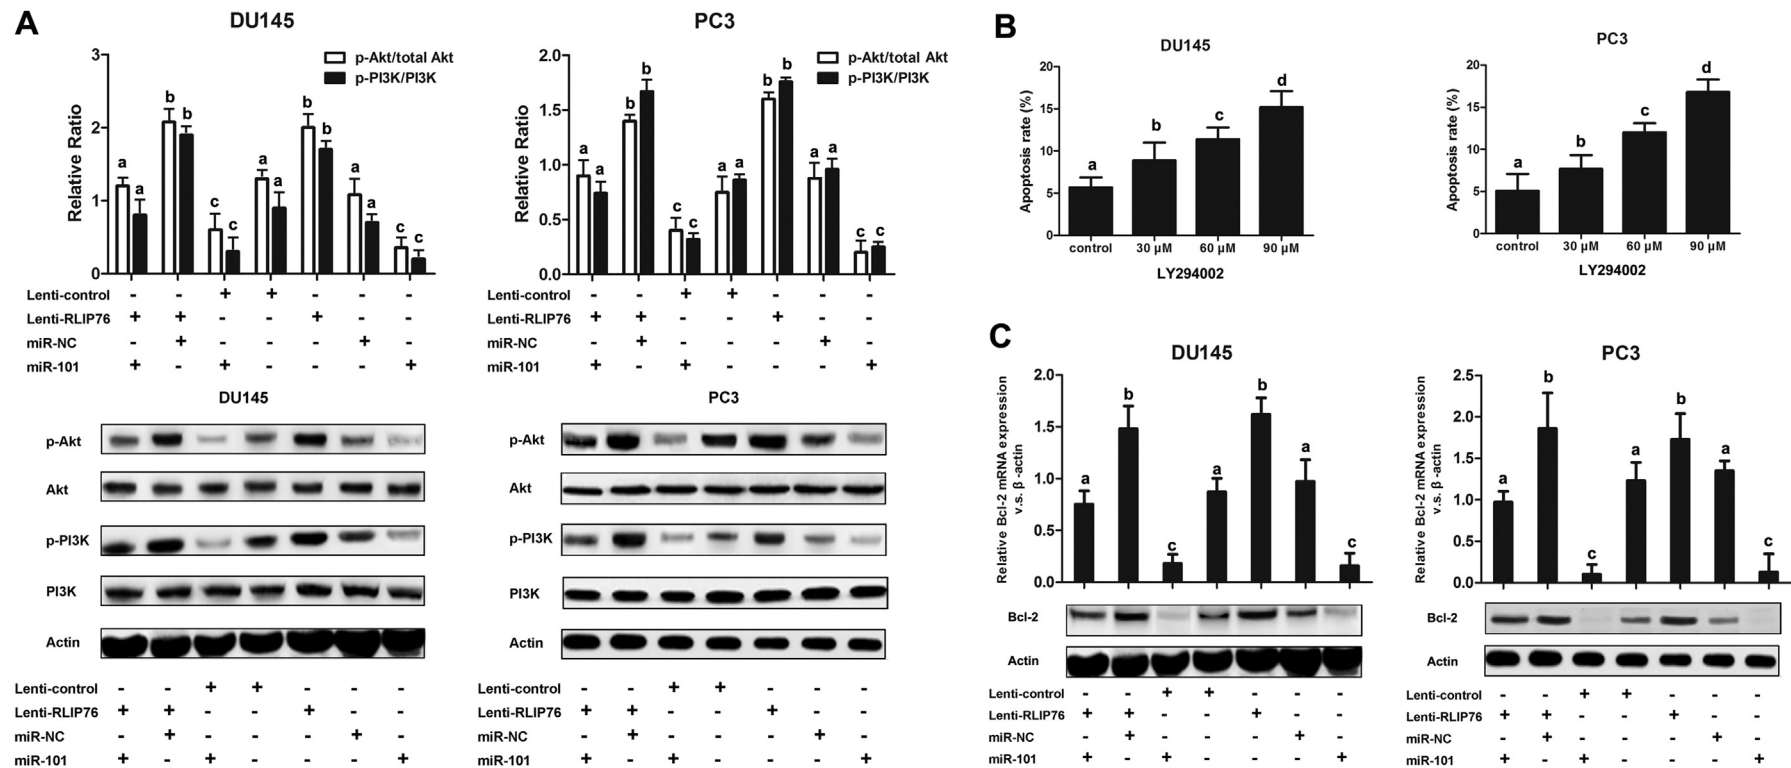 A
DU145
p-Akt/total Akt
p-PI3K/PI3K
Relative Ratio
3
2
1
0
a a b b c c a a b b a a c c
Lenti-control - - + + - - -
Lenti-RLIP76 + + - - + - -
miR-NC - + - - - + -
miR-101 + - + - - - +
PC3
p-Akt/total Akt
p-PI3K/PI3K
Relative Ratio
2.0
1.5
1.0
0.5
0.0
a a b b c c a a b b a a c c
Lenti-control - - + + - - -
Lenti-RLIP76 + + - - + - -
miR-NC - + - - - + -
miR-101 + - + - - - +
DU145
p-Akt
Akt
p-PI3K
PI3K
Actin
Lenti-control - - + + - - -
Lenti-RLIP76 + + - - + - -
miR-NC - + - - - + -
miR-101 + - + - - - +
PC3
p-Akt
Akt
p-PI3K
PI3K
Actin
Lenti-control - - + + - - -
Lenti-RLIP76 + + - - + - -
miR-NC - + - - - + -
miR-101 + - + - - - +
B
DU145
Apoptosis rate (%)
20
15
10
5
0
a b c d
control 30 µM 60 µM 90 µM
LY294002
PC3
Apoptosis rate (%)
20
15
10
5
0
a b c d
control 30 µM 60 µM 90 µM
LY294002
C
DU145
Relative Bcl-2 mRNA expression
v.s. β -actin
2.0
1.5
1.0
0.5
0.0
a b c a b a c
Bcl-2
Actin
Lenti-control - - + + - - -
Lenti-RLIP76 + + - - + - -
miR-NC - + - - - + -
miR-101 + - + - - - +
PC3
Relative Bcl-2 mRNA expression
v.s. β -actin
2.5
2.0
1.5
1.0
0.5
0.0
a b c a b a c
Bcl-2
Actin
Lenti-control - - + + - - -
Lenti-RLIP76 + + - - + - -
miR-NC - + - - - + -
miR-101 + - + - - - +